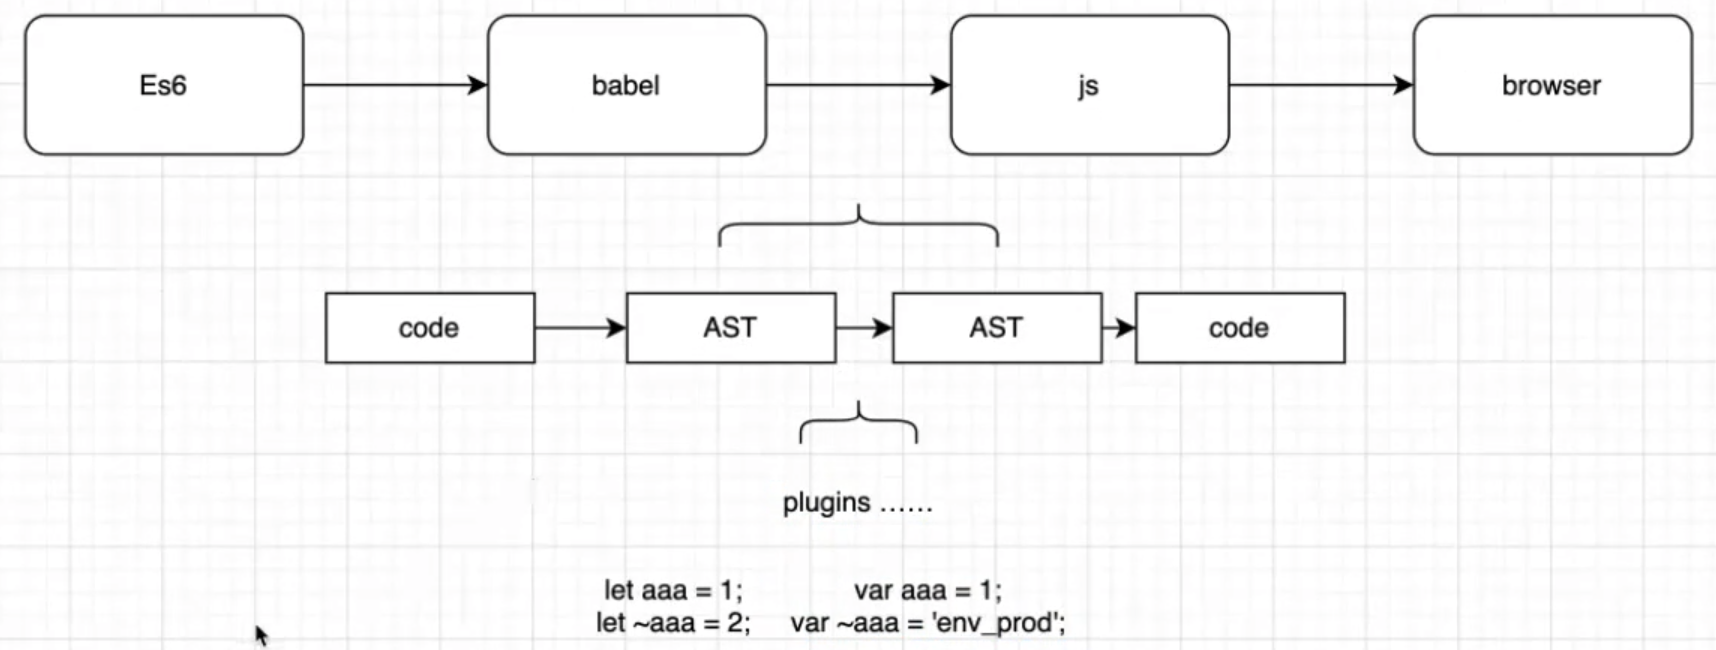 Es6
babel
js
browser
code
AST
AST
code
plugins ……
let aaa = 1;
var aaa = 1;
let ~aaa = 2;
var ~aaa = 'env_prod';